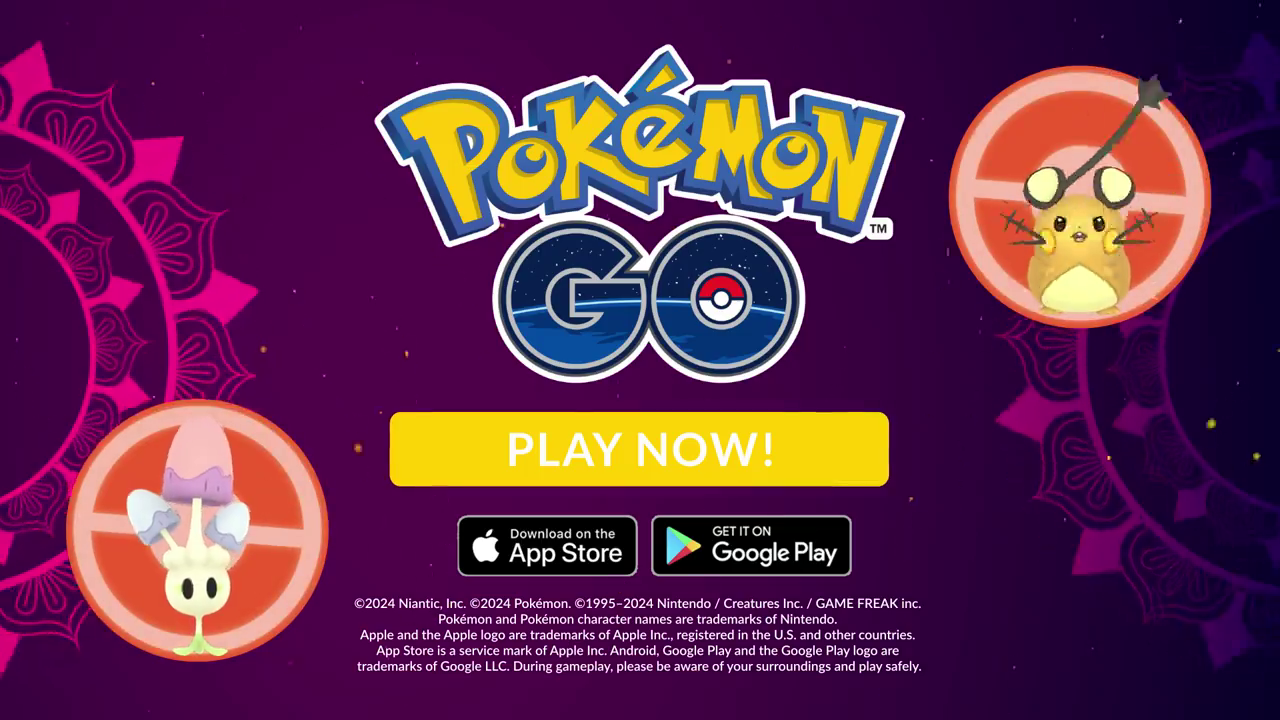 POKéMON
TM
GO
PLAY NOW!
Download on the
App Store
GET IT ON
Google Play
©2024 Niantic, Inc. ©2024 Pokémon. ©1995–2024 Nintendo / Creatures Inc. / GAME FREAK inc.
Pokémon and Pokémon character names are trademarks of Nintendo.
Apple and the Apple logo are trademarks of Apple Inc., registered in the U.S. and other countries.
App Store is a service mark of Apple Inc. Android, Google Play and the Google Play logo are
trademarks of Google LLC. During gameplay, please be aware of your surroundings and play safely.